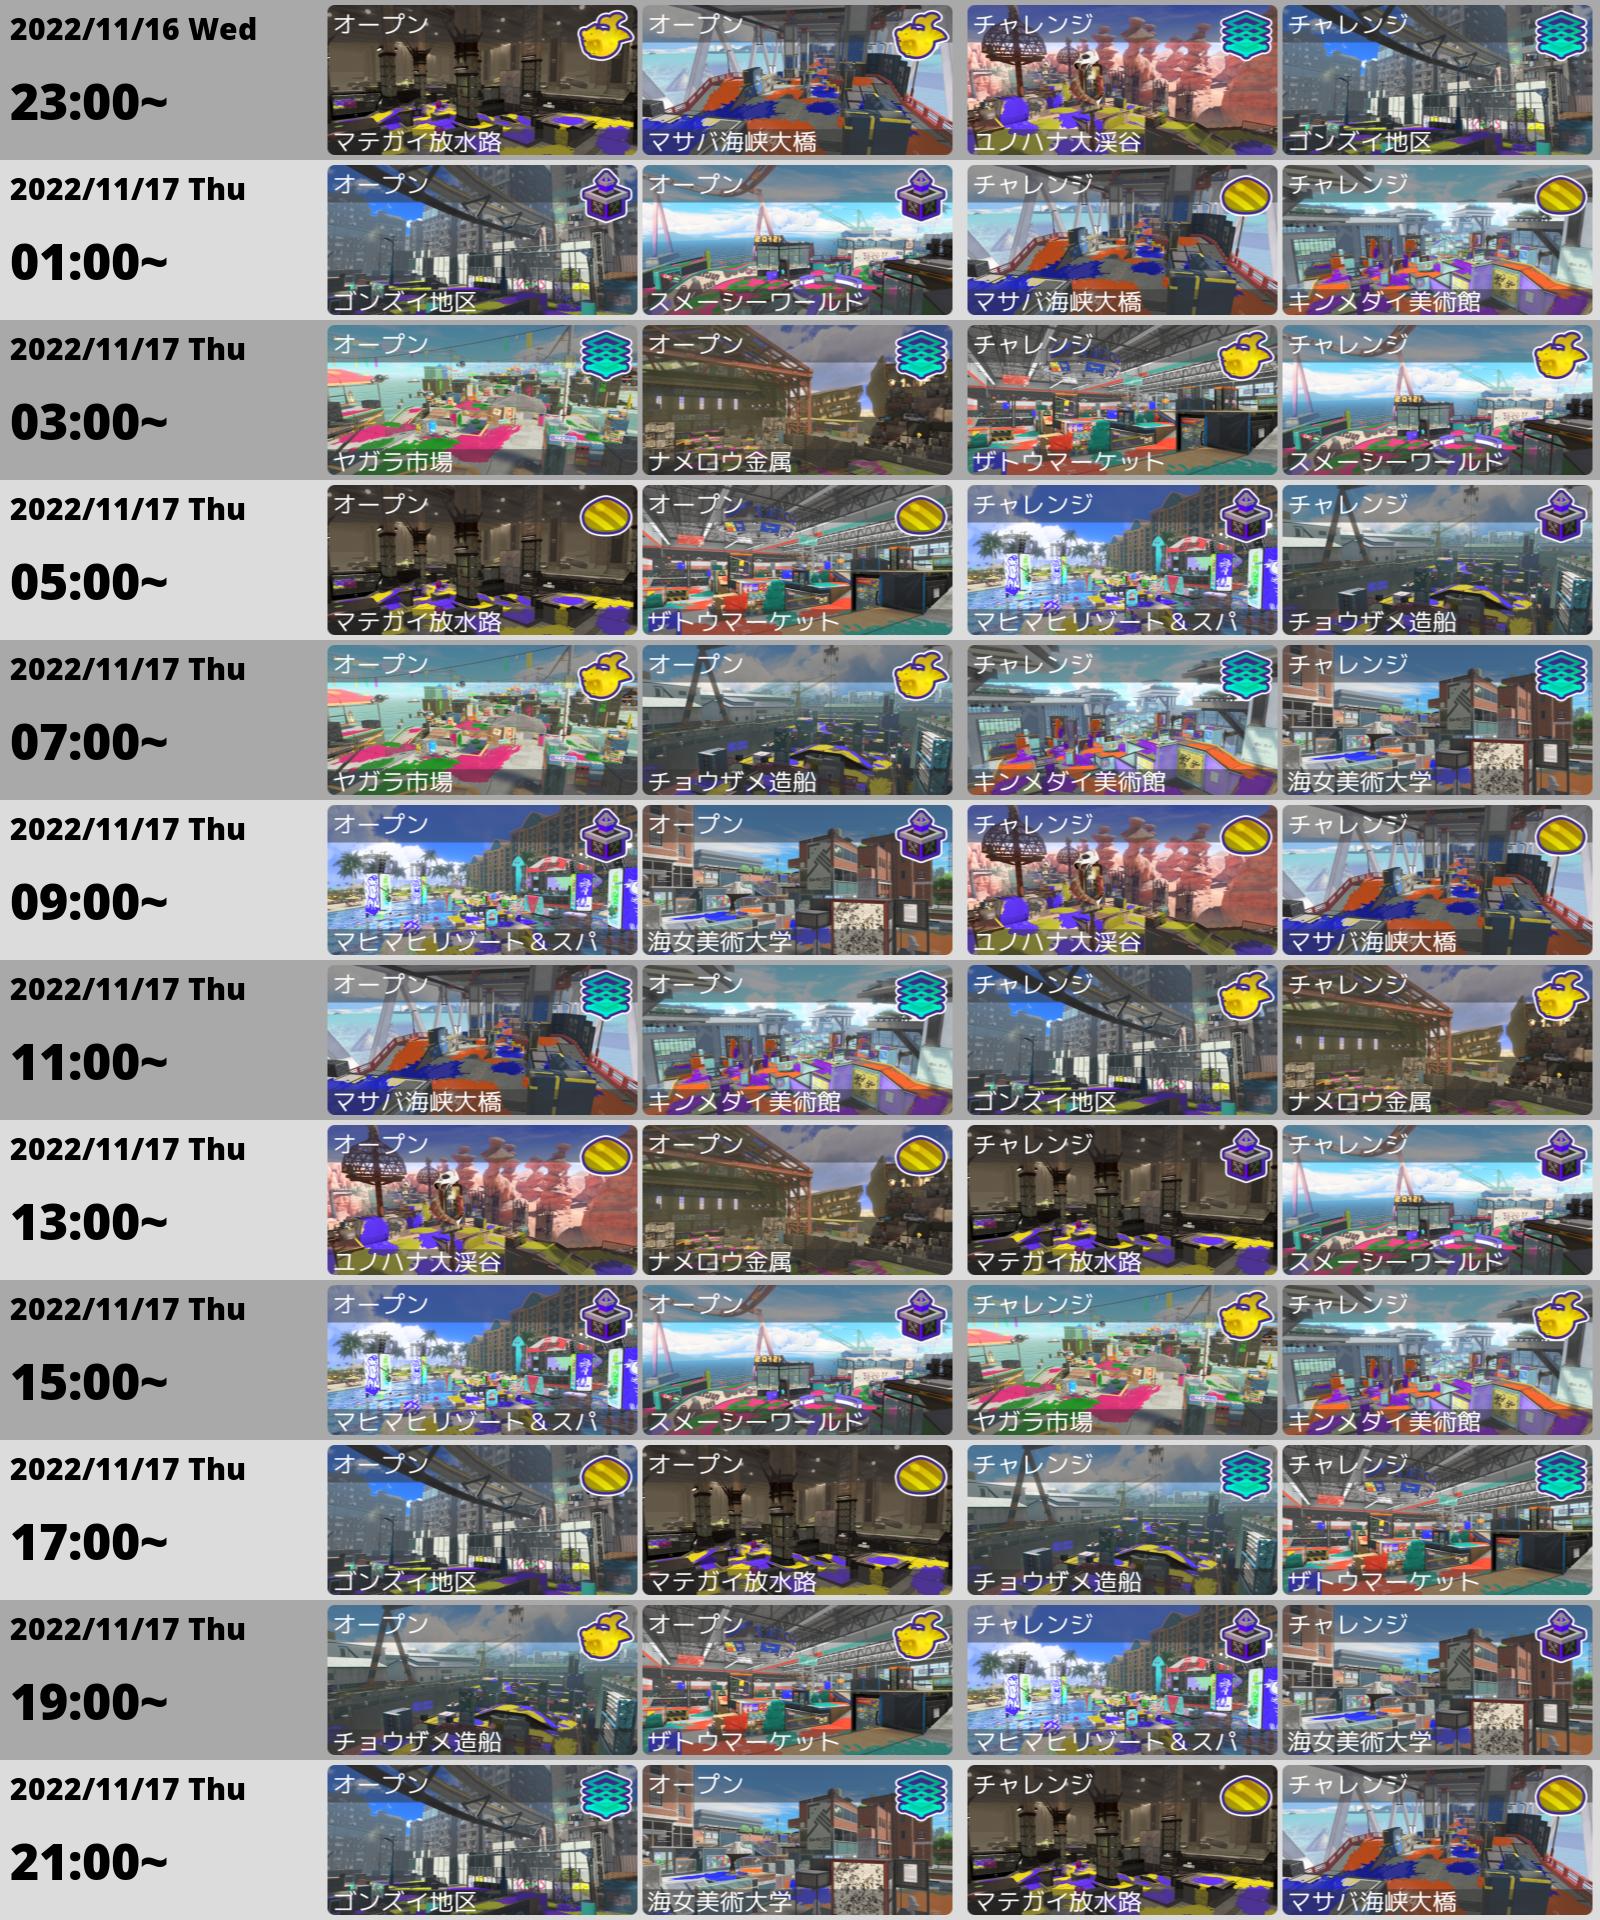 2022/11/16 Wed
23:00~
オープン
マテガイ放水路
オープン
マサバ海峡大橋
チャレンジ
ユノハナ大渓谷
チャレンジ
ゴンズイ地区
2022/11/17 Thu
01:00~
オープン
ゴンズイ地区
オープン
スメーシーワールド
チャレンジ
マサバ海峡大橋
チャレンジ
キンメダイ美術館
2022/11/17 Thu
03:00~
オープン
ヤガラ市場
オープン
ナメロウ金属
チャレンジ
ザトウマーケット
チャレンジ
スメーシーワールド
2022/11/17 Thu
05:00~
オープン
マテガイ放水路
オープン
ザトウマーケット
チャレンジ
マヒマヒリゾート＆スパ
チャレンジ
チョウザメ造船
2022/11/17 Thu
07:00~
オープン
ヤガラ市場
オープン
チョウザメ造船
チャレンジ
キンメダイ美術館
チャレンジ
海女美術大学
2022/11/17 Thu
09:00~
オープン
マヒマヒリゾート＆スパ
オープン
海女美術大学
チャレンジ
ユノハナ大渓谷
チャレンジ
マサバ海峡大橋
2022/11/17 Thu
11:00~
オープン
マサバ海峡大橋
オープン
キンメダイ美術館
チャレンジ
ゴンズイ地区
チャレンジ
ナメロウ金属
2022/11/17 Thu
13:00~
オープン
ユノハナ大渓谷
オープン
ナメロウ金属
チャレンジ
マテガイ放水路
チャレンジ
スメーシーワールド
2022/11/17 Thu
15:00~
オープン
マヒマヒリゾート＆スパ
オープン
スメーシーワールド
チャレンジ
ヤガラ市場
チャレンジ
キンメダイ美術館
2022/11/17 Thu
17:00~
オープン
ゴンズイ地区
オープン
マテガイ放水路
チャレンジ
チョウザメ造船
チャレンジ
ザトウマーケット
2022/11/17 Thu
19:00~
オープン
チョウザメ造船
オープン
ザトウマーケット
チャレンジ
マヒマヒリゾート＆スパ
チャレンジ
海女美術大学
2022/11/17 Thu
21:00~
オープン
ゴンズイ地区
オープン
海女美術大学
チャレンジ
マテガイ放水路
チャレンジ
マサバ海峡大橋